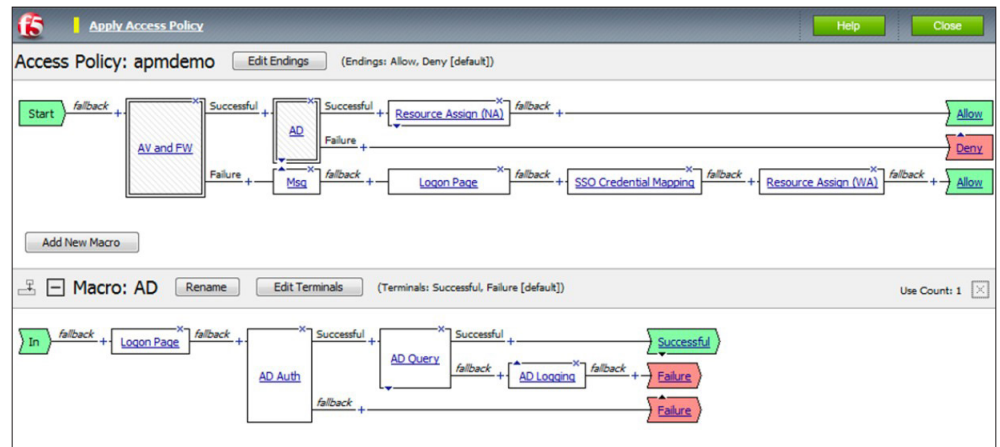 f5 Apply Access Policy Help Close
Access Policy: apmdemo Edit Endings (Endings: Allow, Deny [default])
Start fallback + AV and FW Successful + AD Successful + Resource Assign (NA) fallback + Allow
Failure + Deny
Failure + Msg fallback + Logon Page fallback + SSO Credential Mapping fallback + Resource Assign (WA) fallback + Allow
Add New Macro
Macro: AD Rename Edit Terminals (Terminals: Successful, Failure [default]) Use Count: 1
In fallback + Logon Page fallback + AD Auth Successful + AD Query Successful + Successful
fallback + AD Logging fallback + Failure
fallback + Failure